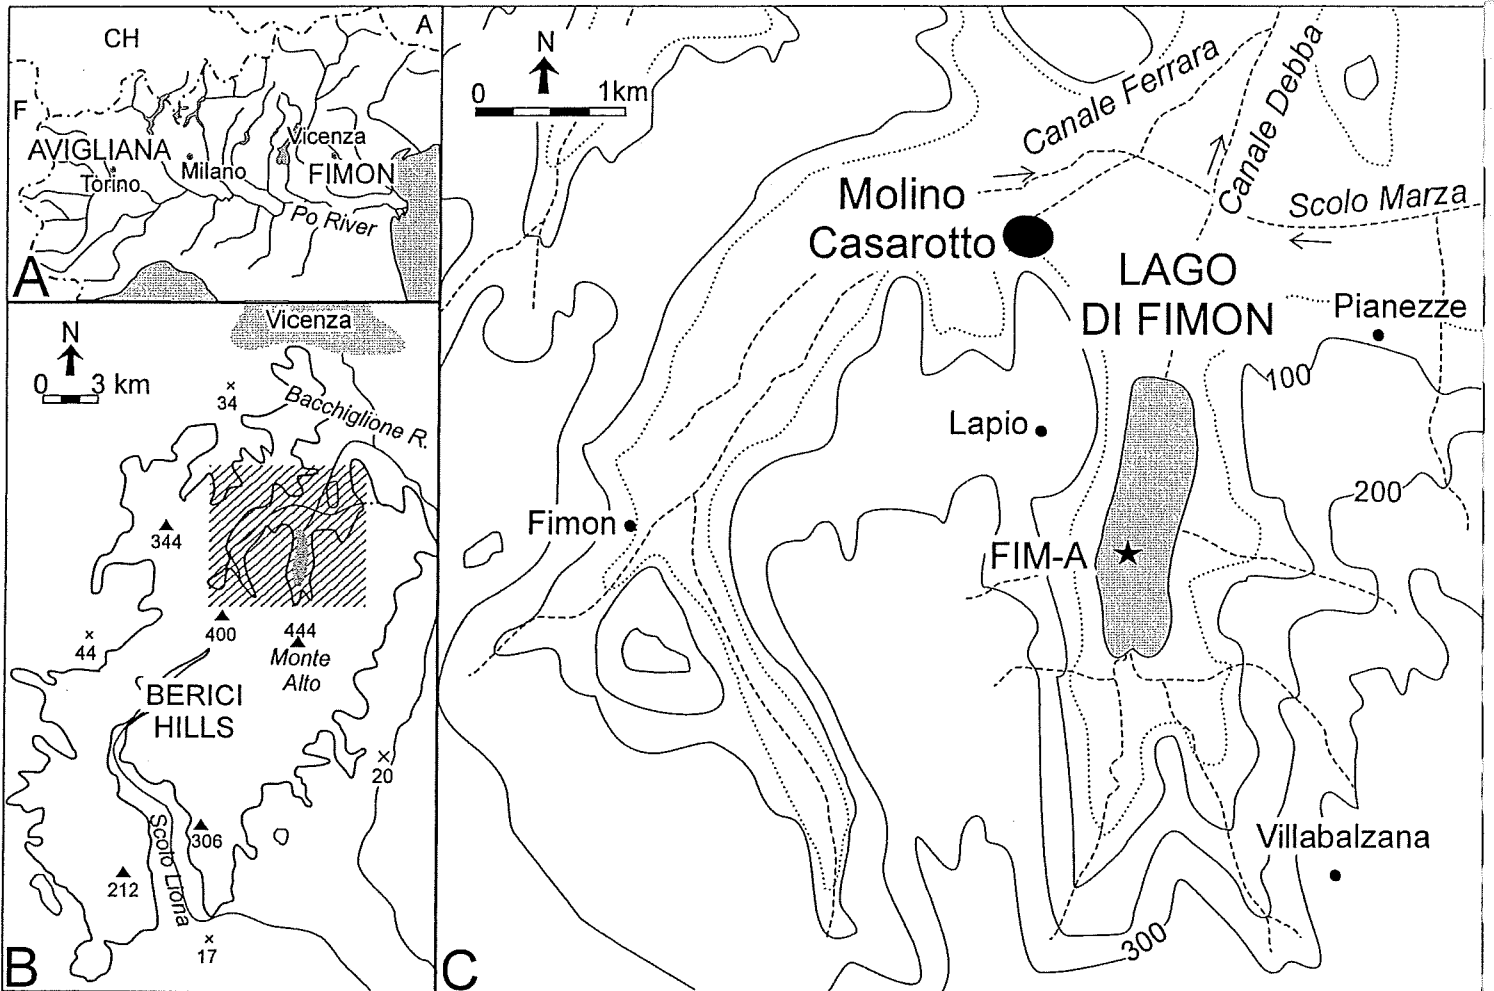 CH
A
F
Vicenza
AVIGLIANA
Milano
FIMON
Torino
Po River
A
Vicenza
N
0 3 km
34
Bacchiglione R.
344
400
444
Monte
Alto
44
BERICI
HILLS
20
306
Scolo Liona
212
17
B
N
0 1km
Canale Ferrara
Canale Debba
Molino
Casarotto
Scolo Marza
LAGO
DI FIMON
Pianezze
100
Lapio
200
Fimon
FIM-A
Villabalzana
300
C